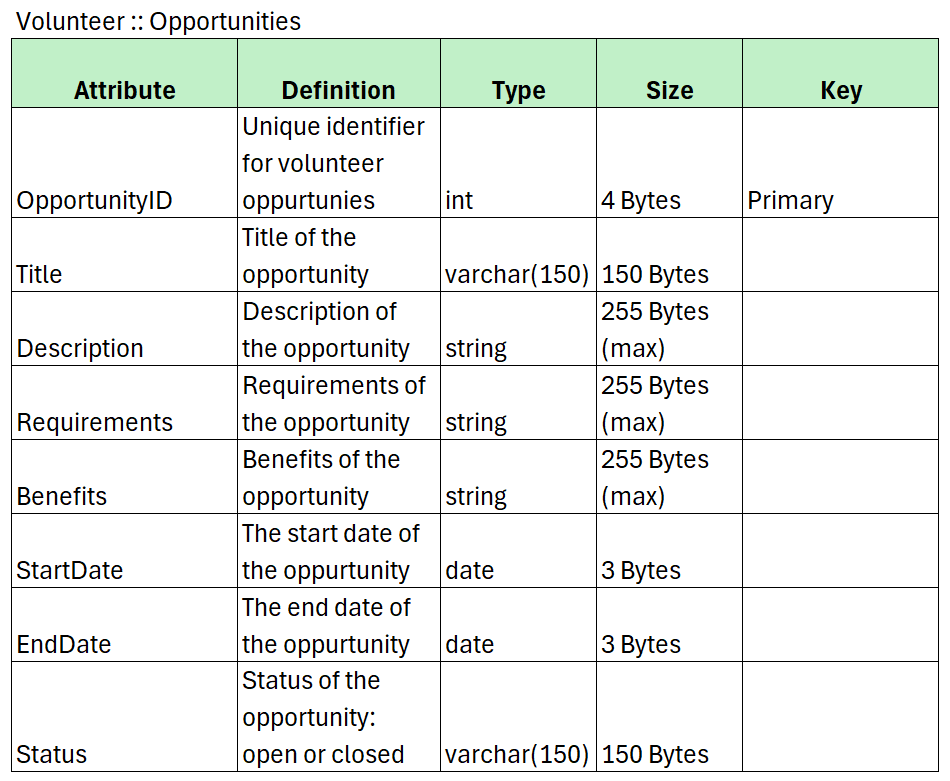 Volunteer :: Opportunities
Attribute Definition Type Size Key
Unique identifier
for volunteer
OpportunityID oppurtunies int 4 Bytes Primary
Title of the
Title opportunity varchar(150) 150 Bytes
Description of 255 Bytes
Description the opportunity string (max)
Requirements of 255 Bytes
Requirements the opportunity string (max)
Benefits of the 255 Bytes
Benefits opportunity string (max)
The start date of
StartDate the oppurtunity date 3 Bytes
The end date of
EndDate the oppurtunity date 3 Bytes
Status of the
opportunity:
Status open or closed varchar(150) 150 Bytes